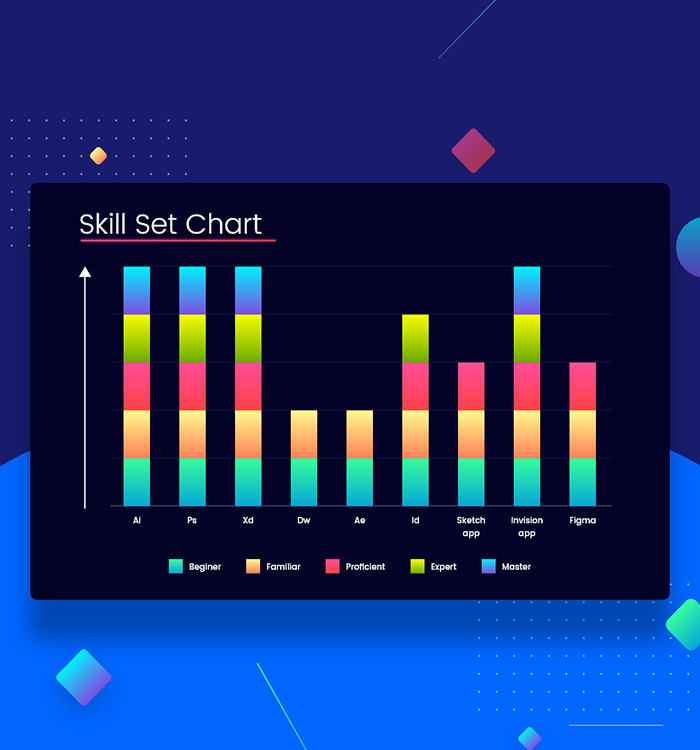 Skill Set Chart
Ai Ps Xd Dw Ae Id Sketch app Invision app Figma
Beginer Familiar Proficient Expert Master